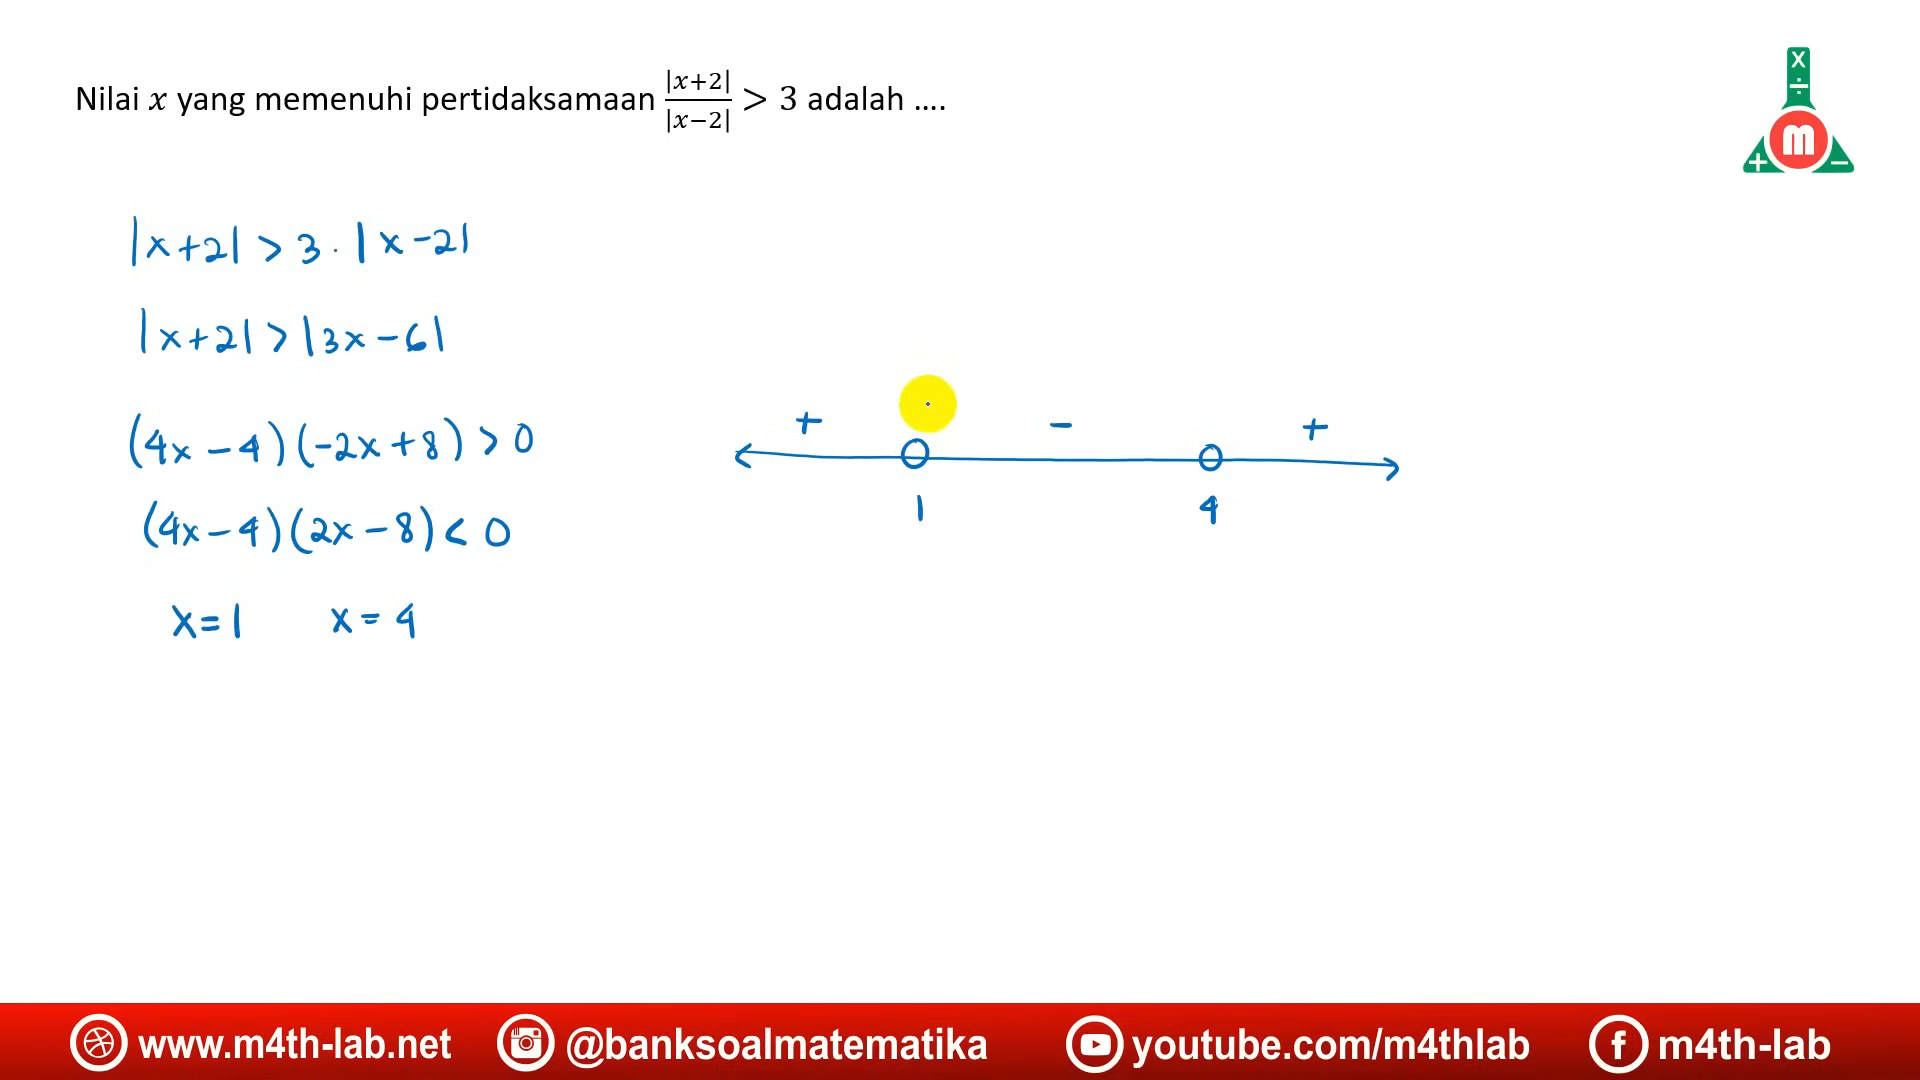 Nilai x yang memenuhi pertidaksamaan |x+2|/|x−2| > 3 adalah ....
X
÷
m
+ −
|x+2| > 3 . |x-2|
|x+2| > |3x-6|
(4x-4)(-2x+8) > 0
(4x-4)(2x-8) < 0
x=1 x=4
+ - +
1 4
www.m4th-lab.net @banksoalmatematika youtube.com/m4thlab f m4th-lab